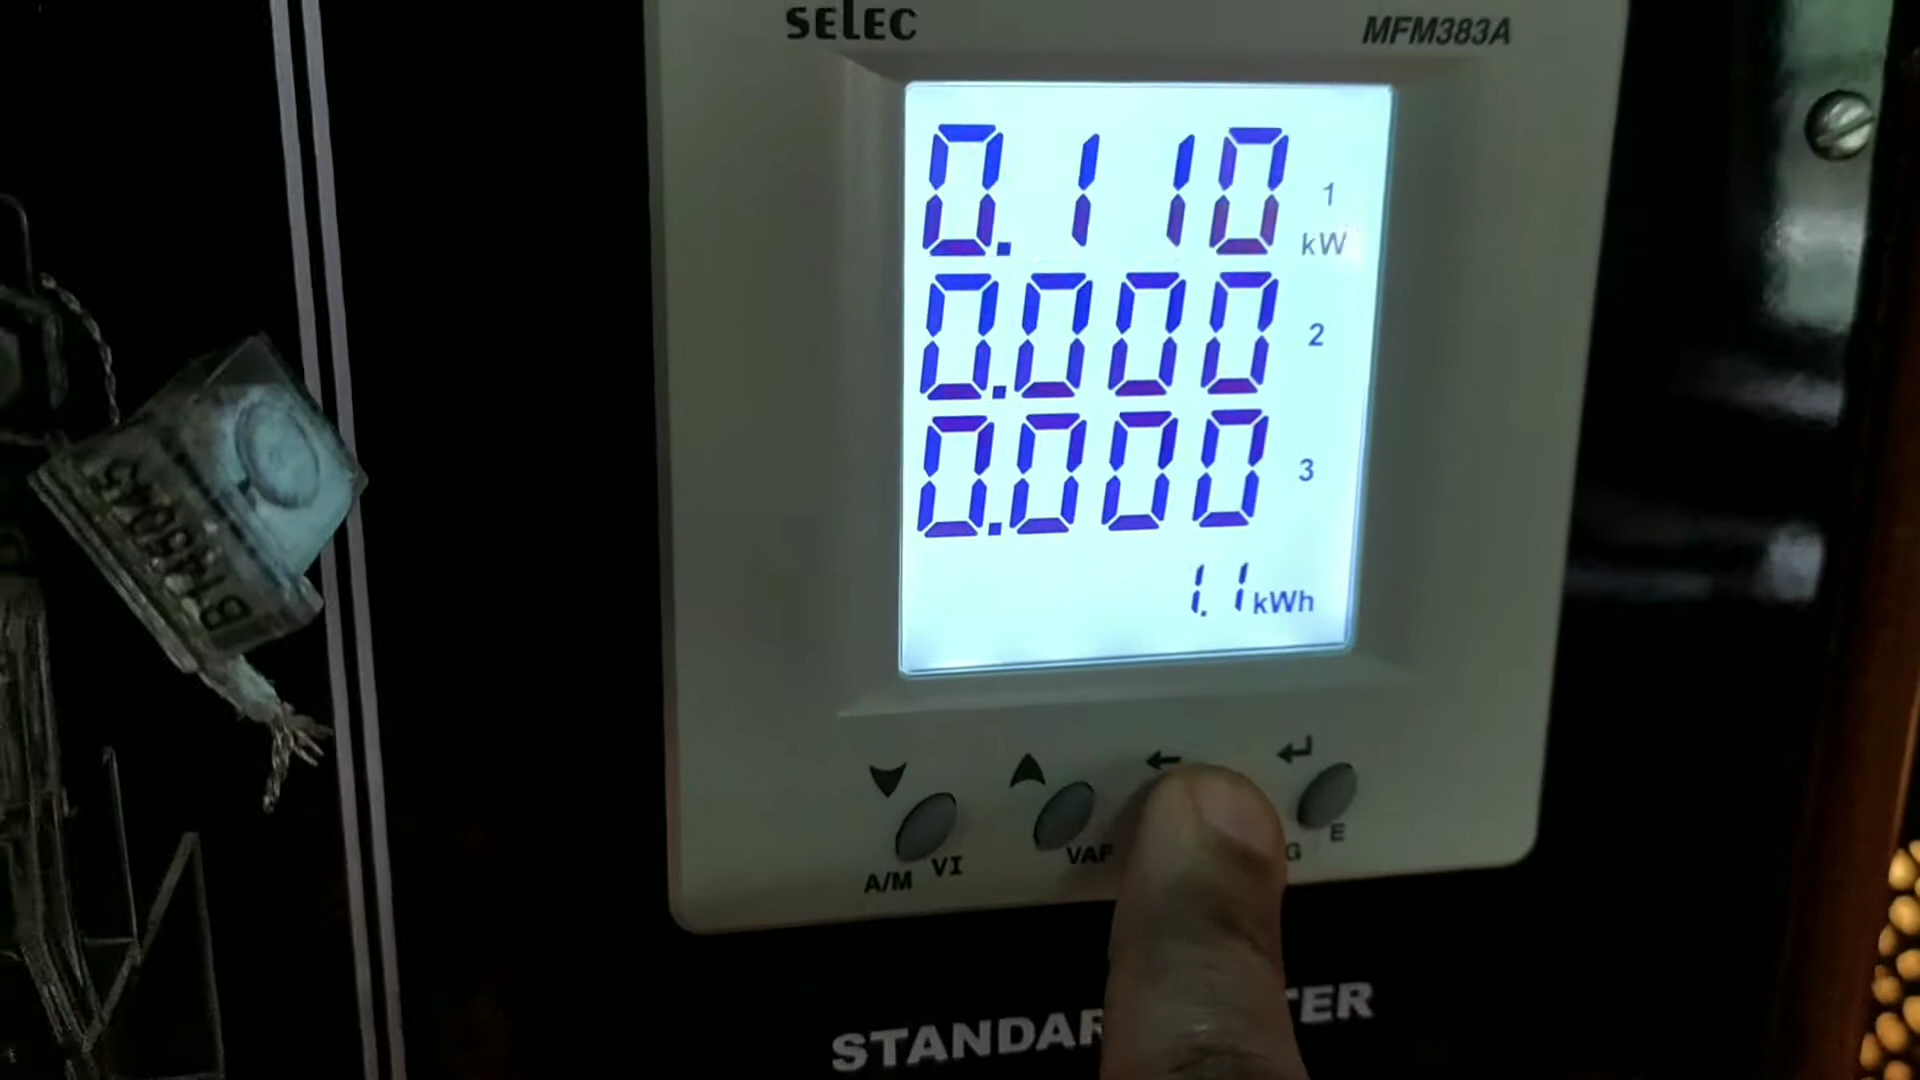 SELEC
MFM383A
0.110 1
kW
0.000 2
0.000 3
1.1 kWh
VI
VAF
G
E
A/M
B1448045
STANDAR TER